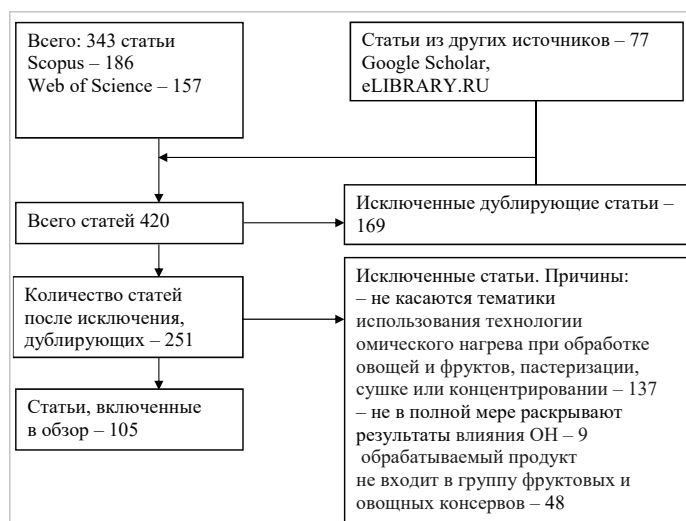 Всего: 343 статьи
Scopus – 186
Web of Science – 157
Статьи из других источников – 77
Google Scholar,
eLIBRARY.RU
Всего статей 420
Исключенные дублирующие статьи –
169
Количество статей
после исключения,
дублирующих – 251
Исключенные статьи. Причины:
– не касаются тематики
использования технологии
омического нагрева при обработке
овощей и фруктов, пастеризации,
сушке или концентрировании – 137
– не в полной мере раскрывают
результаты влияния ОН – 9
обрабатываемый продукт
не входит в группу фруктовых и
овощных консервов – 48
Статьи, включенные
в обзор – 105